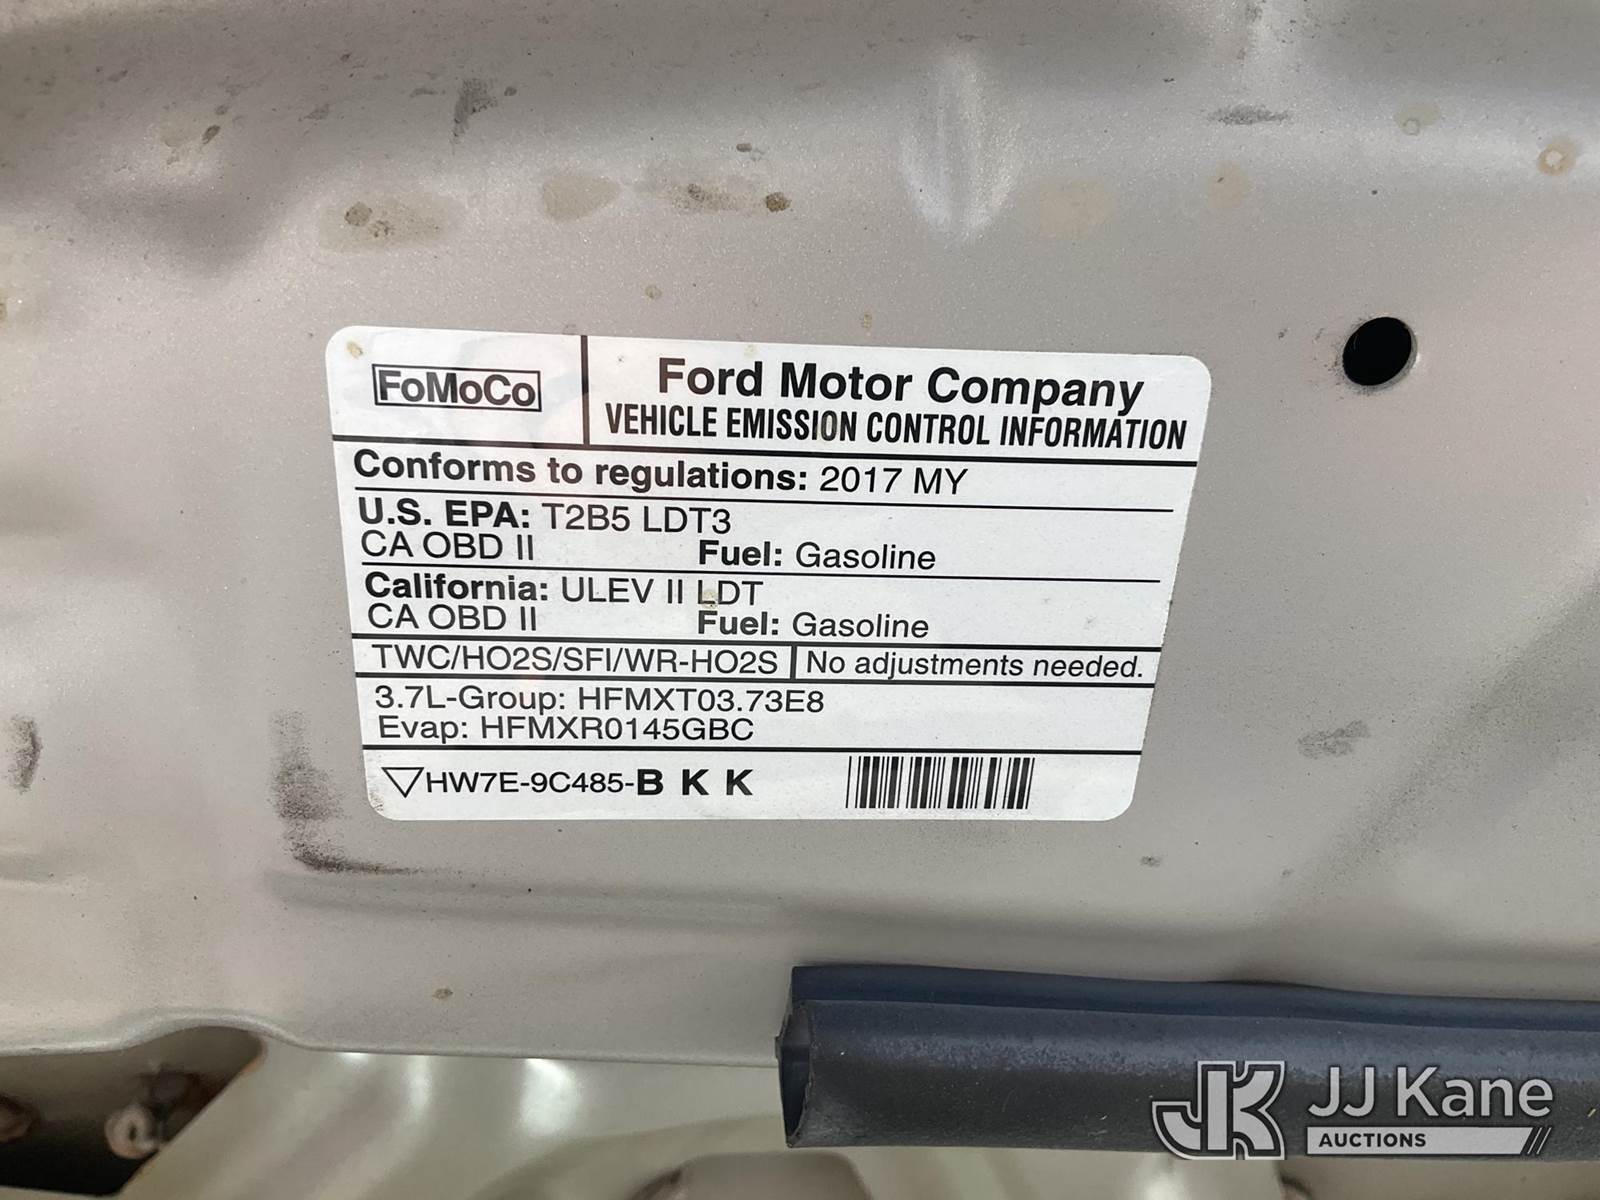 FoMoCo
Ford Motor Company
VEHICLE EMISSION CONTROL INFORMATION
Conforms to regulations: 2017 MY
U.S. EPA: T2B5 LDT3
CA OBD II Fuel: Gasoline
California: ULEV II LDT
CA OBD II Fuel: Gasoline
TWC/HO2S/SFI/WR-HO2S No adjustments needed.
3.7L-Group: HFMXT03.73E8
Evap: HFMXR0145GBC
HW7E-9C485-B K K
JK JJ Kane
AUCTIONS